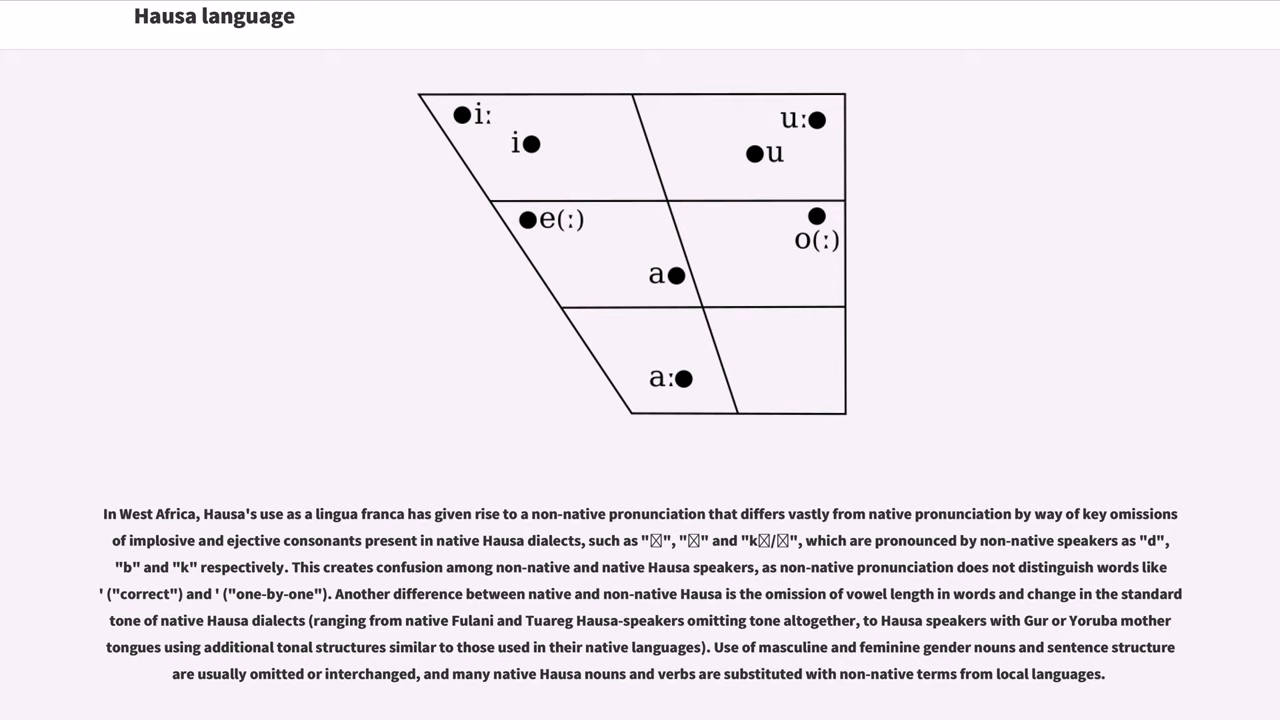 Hausa language
iː
uː
i
u
e(ː)
o(ː)
a
aː
In West Africa, Hausa's use as a lingua franca has given rise to a non-native pronunciation that differs vastly from native pronunciation by way of key omissions
of implosive and ejective consonants present in native Hausa dialects, such as "□", "□" and "k□/□", which are pronounced by non-native speakers as "d",
"b" and "k" respectively. This creates confusion among non-native and native Hausa speakers, as non-native pronunciation does not distinguish words like
' ("correct") and ' ("one-by-one"). Another difference between native and non-native Hausa is the omission of vowel length in words and change in the standard
tone of native Hausa dialects (ranging from native Fulani and Tuareg Hausa-speakers omitting tone altogether, to Hausa speakers with Gur or Yoruba mother
tongues using additional tonal structures similar to those used in their native languages). Use of masculine and feminine gender nouns and sentence structure
are usually omitted or interchanged, and many native Hausa nouns and verbs are substituted with non-native terms from local languages.